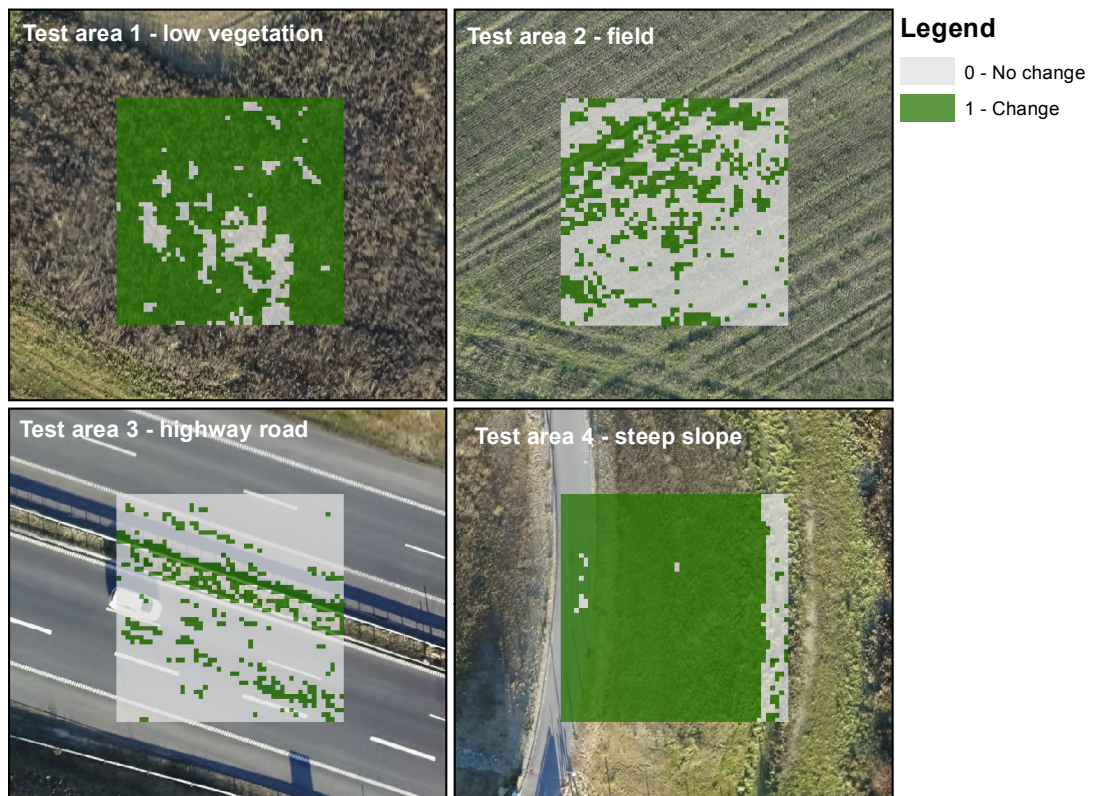 Test area 1 - low vegetation
Test area 2 - field
Legend
0 - No change
1 - Change
Test area 3 - highway road
Test area 4 - steep slope